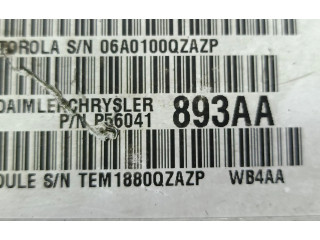 TOROLA S/N 06A0100QZAZP
DAIMLERCHRYSLER
P/N P56041 893AA
DULE S/N TEM1880QZAZP WB4AA